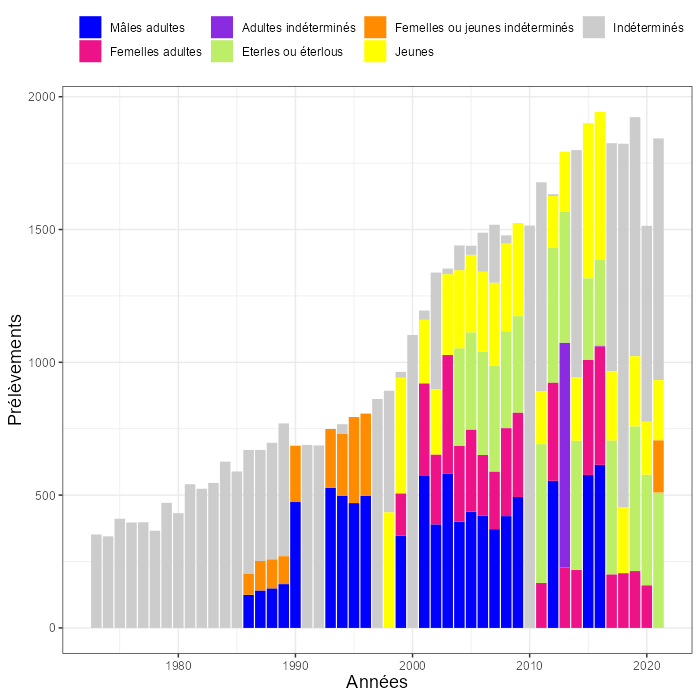 Mâles adultes Adultes indéterminés Femelles ou jeunes indéterminés Indéterminés
Femelles adultes Eterles ou éterlous Jeunes
2000
1500
1000
500
0
Prélèvements
1980 1990 2000 2010 2020
Années